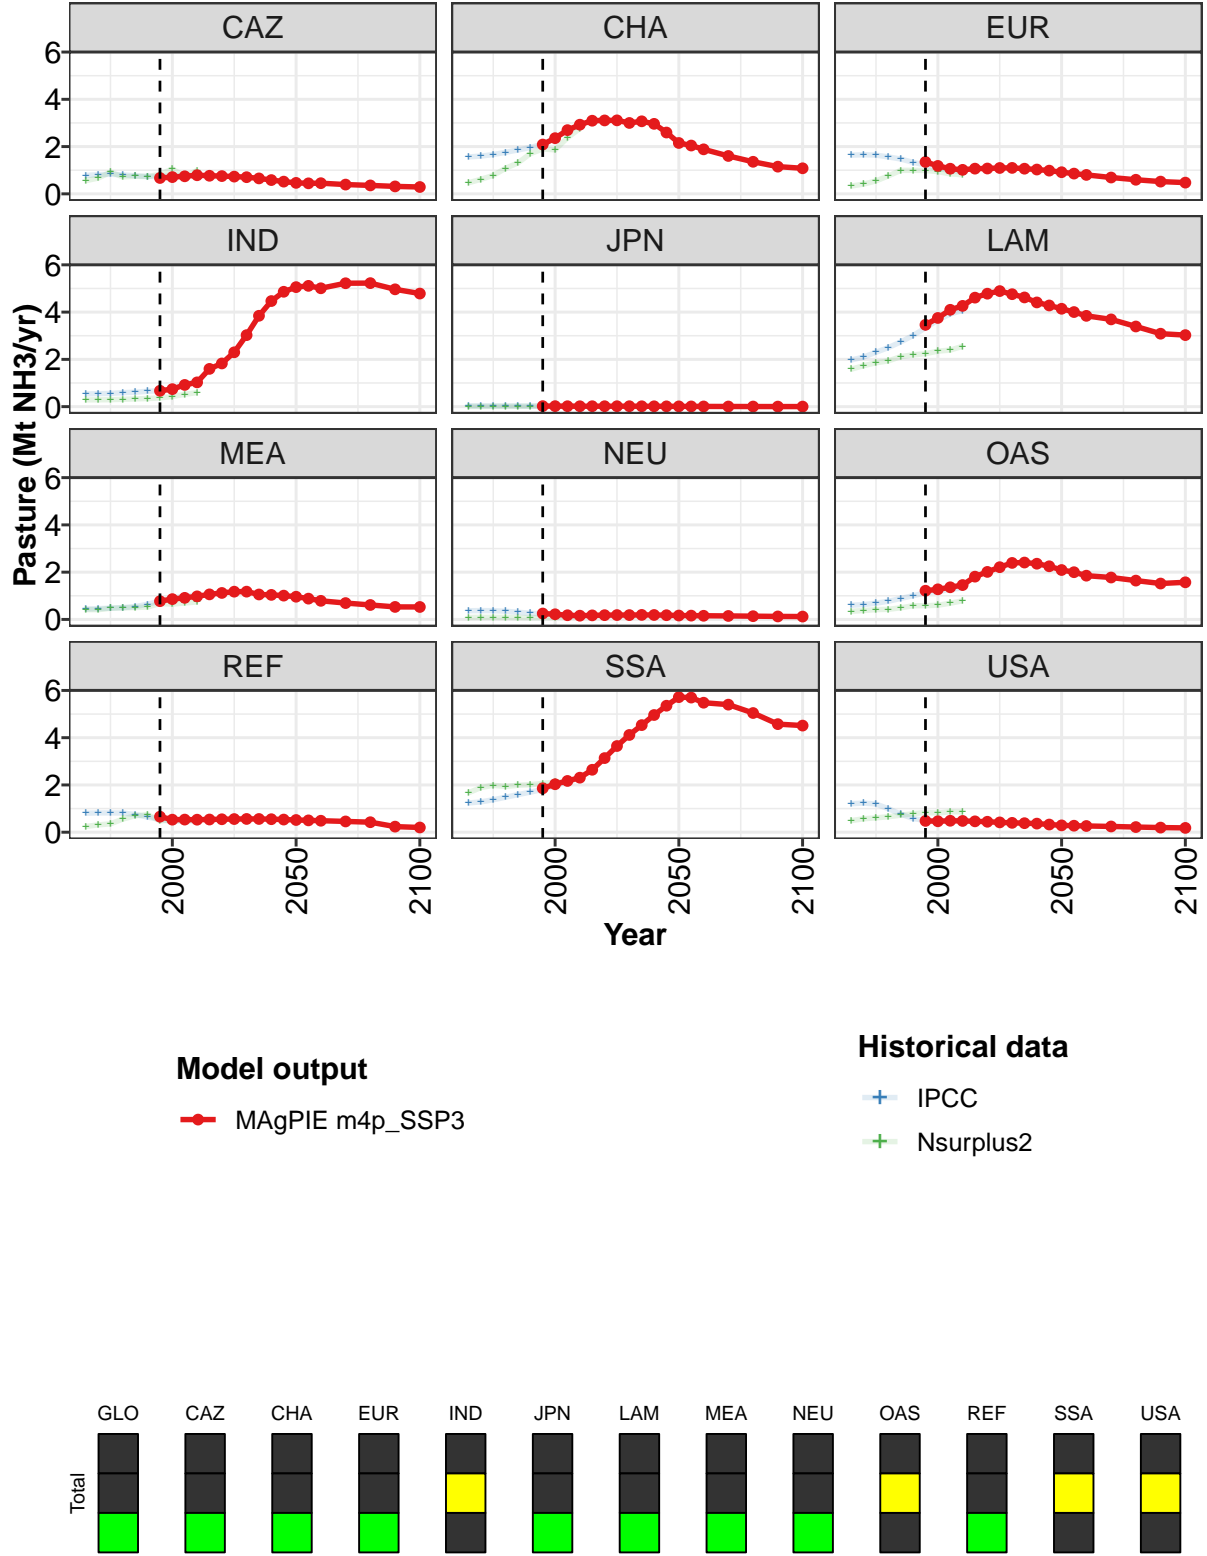 CAZ CHA EUR
6
4
2
0
IND JPN LAM
6
4
2
0
MEA NEU OAS
6
4
2
0
REF SSA USA
6
4
2
0
Pasture (Mt NH3/yr)
2000 2050 2100 2000 2050 2100 2000 2050 2100
Year
Model output
MAgPIE m4p_SSP3
Historical data
IPCC
Nsurplus2
GLO CAZ CHA EUR IND JPN LAM MEA NEU OAS REF SSA USA
Total